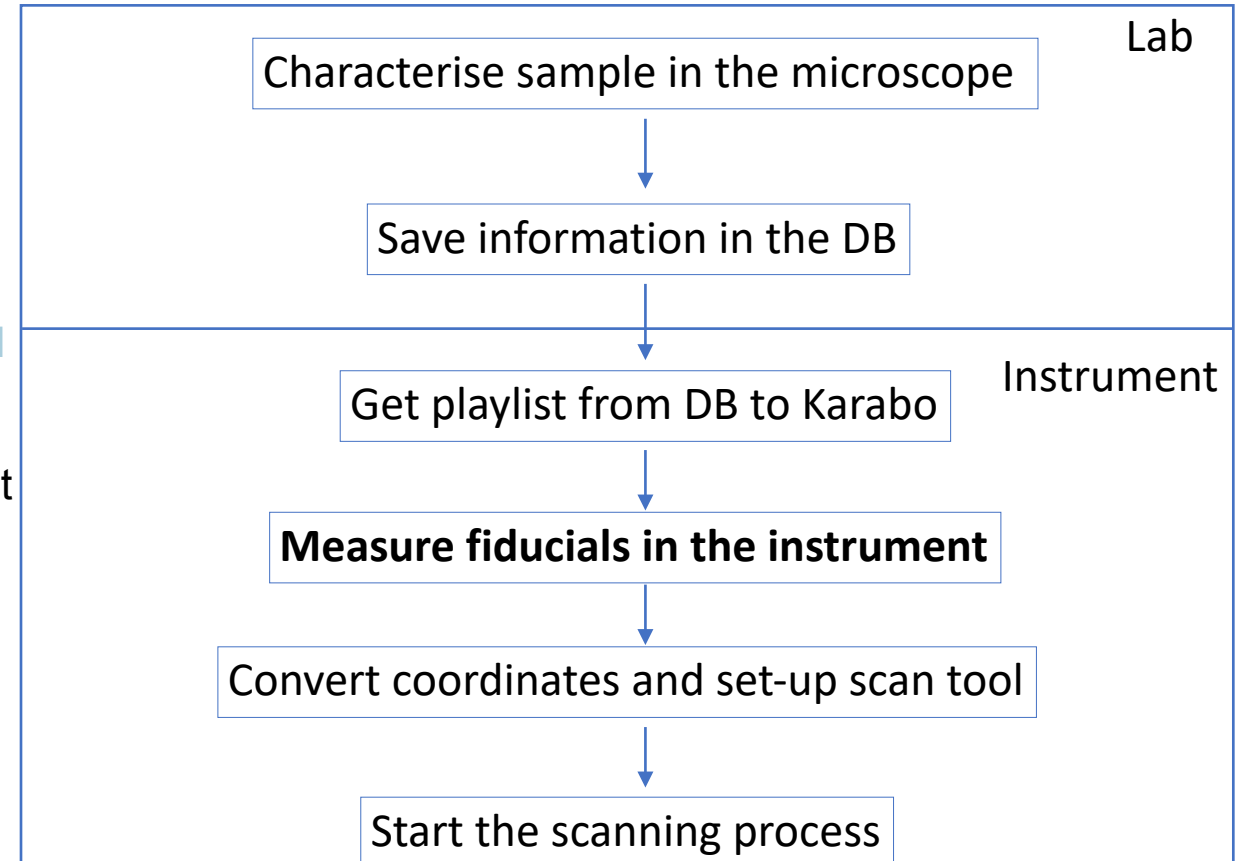 Lab
Characterise sample in the microscope
Save information in the DB
Instrument
Get playlist from DB to Karabo
t
Measure fiducials in the instrument
Convert coordinates and set-up scan tool
Start the scanning process